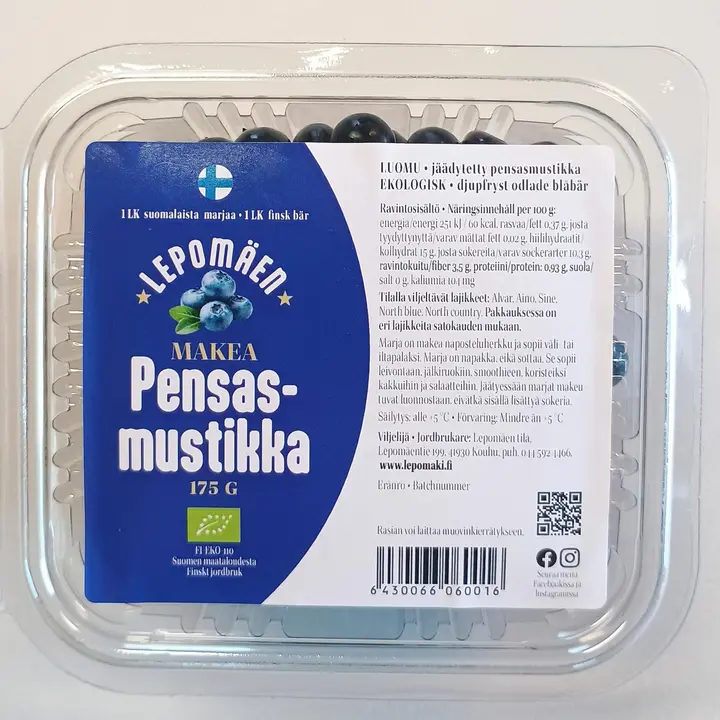 1 LK suomalaista marjaa • 1 LK finsk bär
LEPOMÄEN
MAKEA
Pensas-
mustikka
175 G
FI-EKO-110
Suomen maataloudesta
Finskt jordbruk
LUOMU • jäädytetty pensasmustikka
EKOLOGISK • djupfryst odlade blåbär
Ravintosisältö • Näringsinnehåll per 100 g:
energia/energi 251 kJ / 60 kcal, rasvaa/fett 0,37 g, josta
tyydyttynyttä/varav mättat fett 0,02 g, hiilihydraatit/
kolhydrat 15 g, josta sokereita/varav sockerarter 10,3 g,
ravintokuitu/fiber 3,5 g, proteiini/protein: 0,93 g, suola/
salt 0 g, kaliumia 104 mg
Tilalla viljeltävät lajikkeet: Alvar, Aino, Sine,
North blue, North country. Pakkauksessa on
eri lajikkeita satokauden mukaan.
Marja on makea naposteluherkku ja sopii väli- tai
iltapalaksi. Marja on napakka, eikä sottaa. Se sopii
leivontaan, jälkiruokiin, smoothieen, koristeiksi
kakkuihin ja salaatteihin. Jäätyessään marjat makeu
tuvat luonnostaan, eivätkä sisällä lisättyä sokeria.
Säilytys: alle +5 °C • Förvaring: Mindre än +5 °C
Viljelijä • Jordbrukare: Lepomäen tila,
Lepomäentie 199, 41930 Kouhu, puh. 044 592 4466.
www.lepomaki.fi
Eränro • Batchnummer
Rasian voi laittaa muovinkierrätykseen.
6 430066 060016
Seuraa meitä
Facebookissa ja
Instagramissa